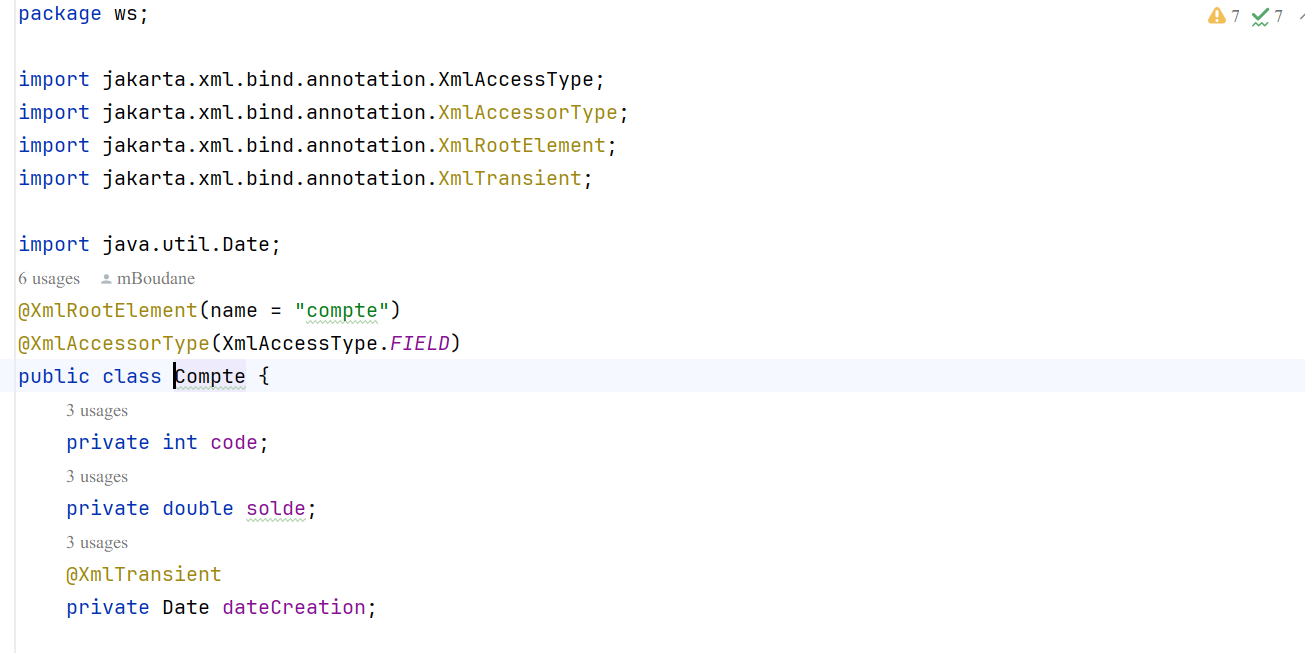 package ws;
7 7
import jakarta.xml.bind.annotation.XmlAccessType;
import jakarta.xml.bind.annotation.XmlAccessorType;
import jakarta.xml.bind.annotation.XmlRootElement;
import jakarta.xml.bind.annotation.XmlTransient;
import java.util.Date;
6 usages mBoudane
@XmlRootElement(name = "compte")
@XmlAccessorType(XmlAccessType.FIELD)
public class Compte {
3 usages
private int code;
3 usages
private double solde;
3 usages
@XmlTransient
private Date dateCreation;